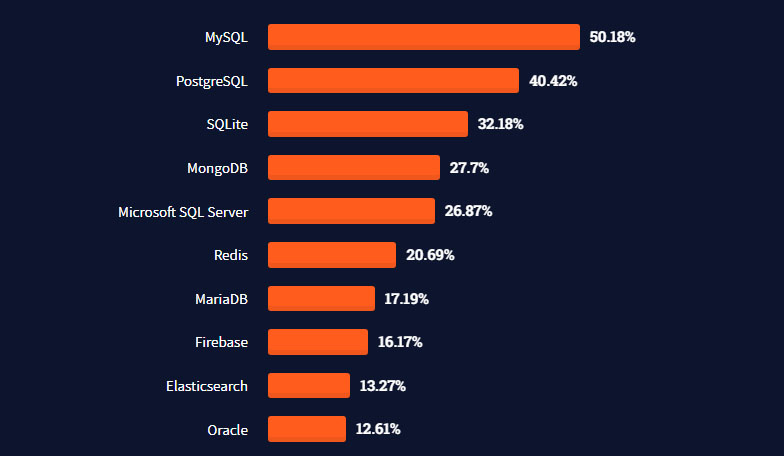 MySQL 50.18%
PostgreSQL 40.42%
SQLite 32.18%
MongoDB 27.7%
Microsoft SQL Server 26.87%
Redis 20.69%
MariaDB 17.19%
Firebase 16.17%
Elasticsearch 13.27%
Oracle 12.61%